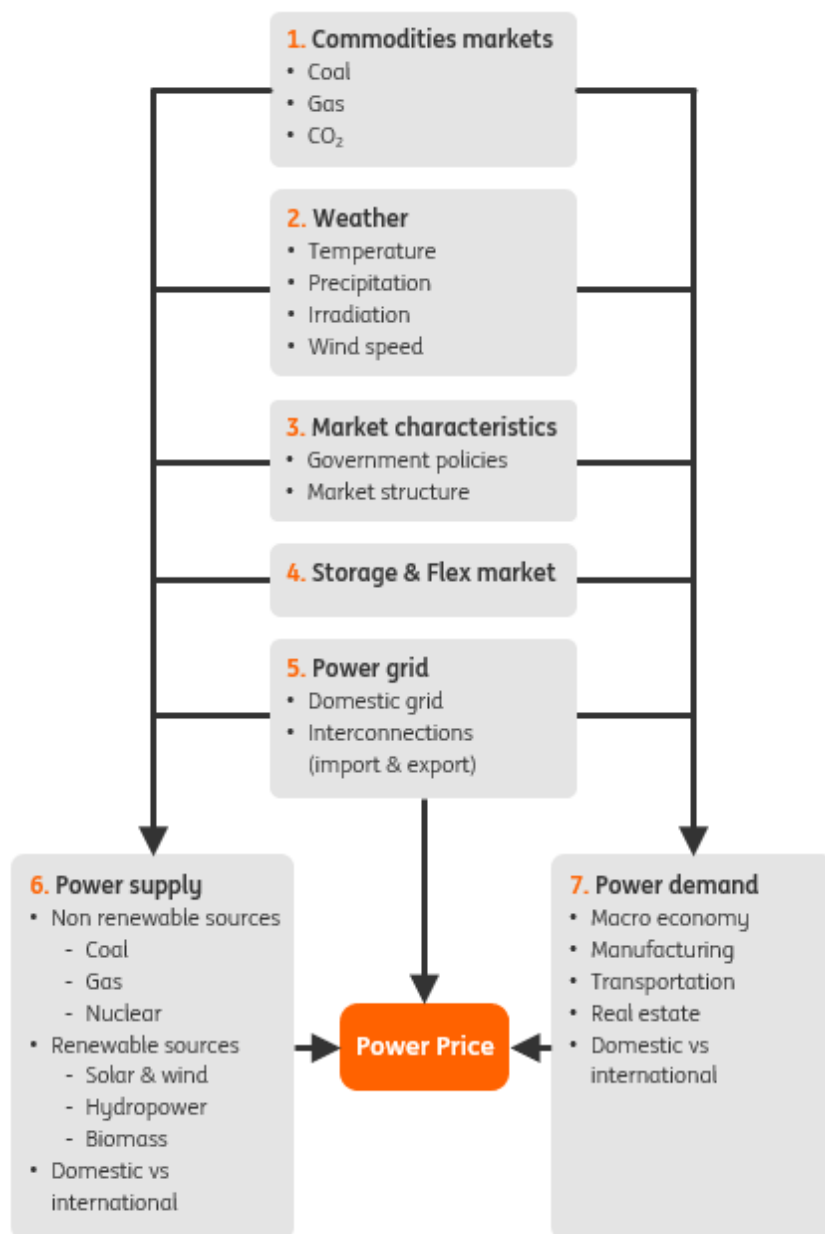 1. Commodities markets
• Coal
• Gas
• CO₂
2. Weather
• Temperature
• Precipitation
• Irradiation
• Wind speed
3. Market characteristics
• Government policies
• Market structure
4. Storage & Flex market
5. Power grid
• Domestic grid
• Interconnections
(import & export)
6. Power supply
• Non renewable sources
- Coal
- Gas
- Nuclear
• Renewable sources
- Solar & wind
- Hydropower
- Biomass
• Domestic vs
international
Power Price
7. Power demand
• Macro economy
• Manufacturing
• Transportation
• Real estate
• Domestic vs
international